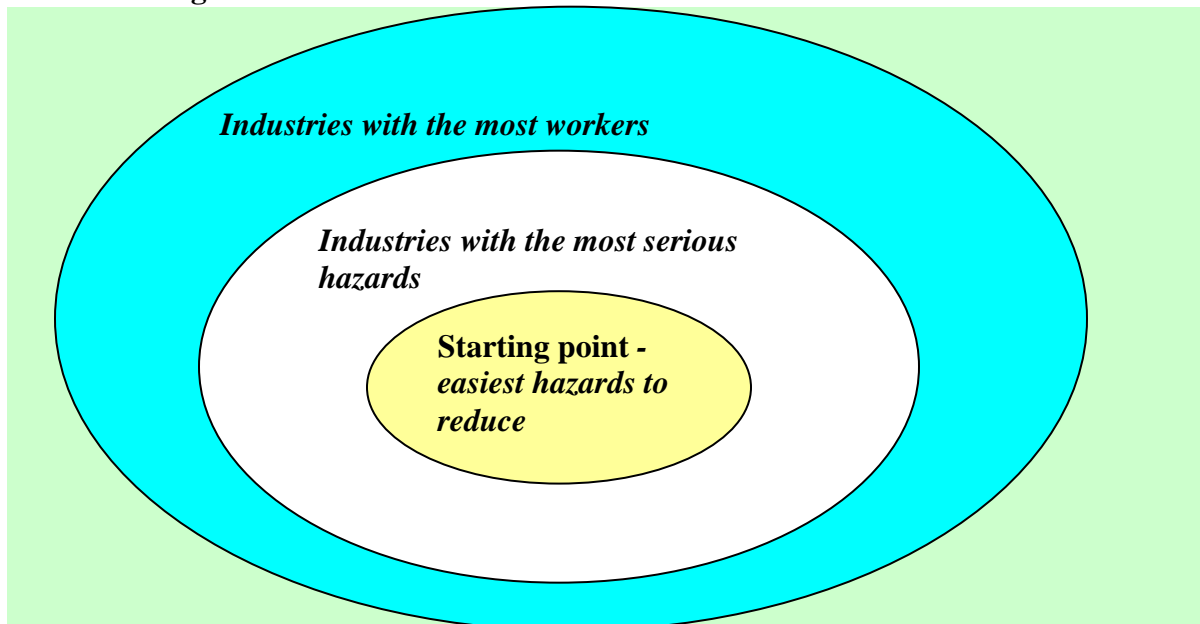 Industries with the most workers
Industries with the most serious
hazards
Starting point -
easiest hazards to
reduce